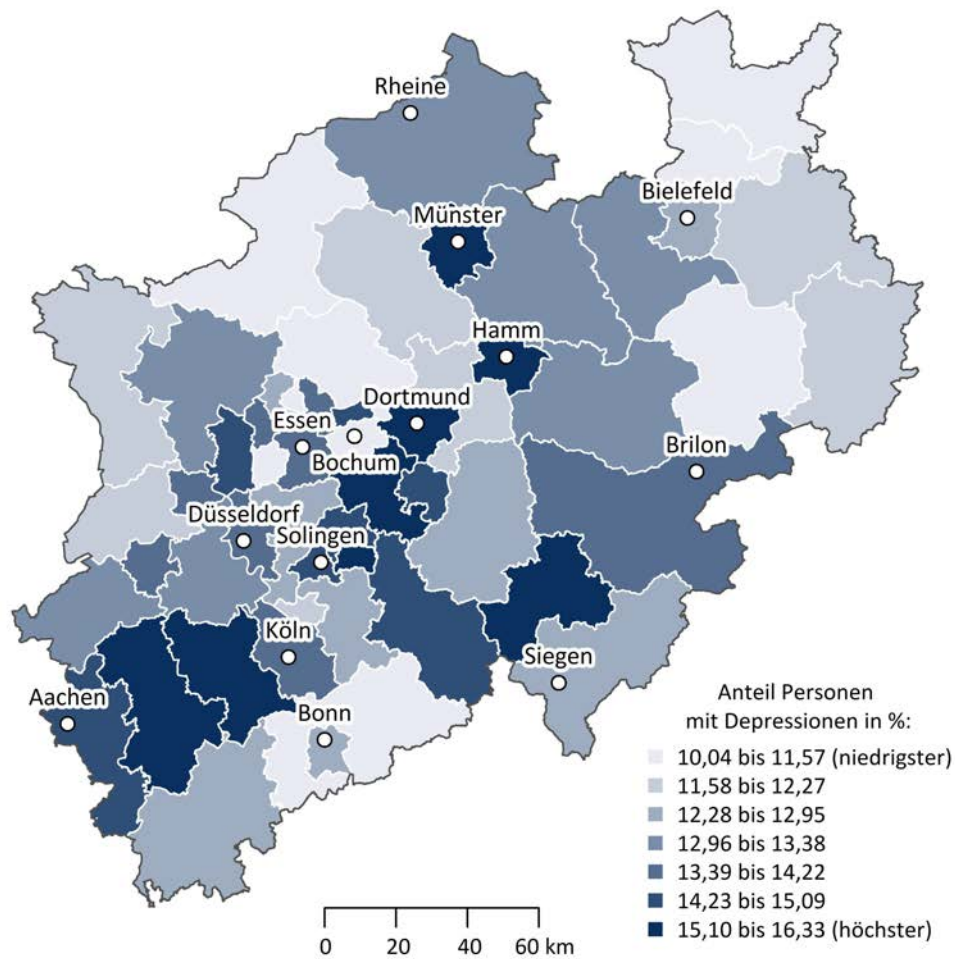 Rheine
Bielefeld
Münster
Hamm
Dortmund
Essen
Bochum
Brilon
Düsseldorf
Solingen
Köln
Siegen
Aachen
Bonn
Anteil Personen
mit Depressionen in %:
10,04 bis 11,57 (niedrigster)
11,58 bis 12,27
12,28 bis 12,95
12,96 bis 13,38
13,39 bis 14,22
14,23 bis 15,09
15,10 bis 16,33 (höchster)
0 20 40 60 km